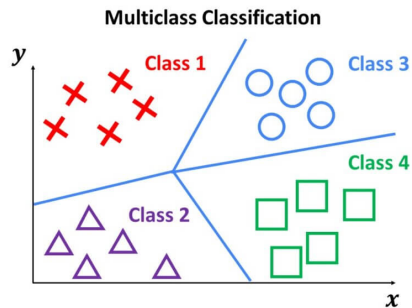 Multiclass Classification
y
Class 1
Class 3
Class 4
Class 2
x